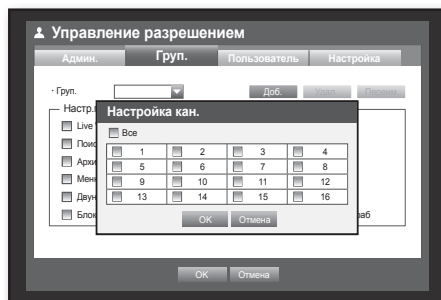 Управление разрешением
Админ. Груп. Пользователь Настройка
· Груп. Доб. Удал. Переим.
Настр.
Live
Поис
Архи
Меню
Двун
Блок
раб
Настройка кан.
Все
1 2 3 4
5 6 7 8
9 10 11 12
13 14 15 16
OK Отмена
OK Отмена